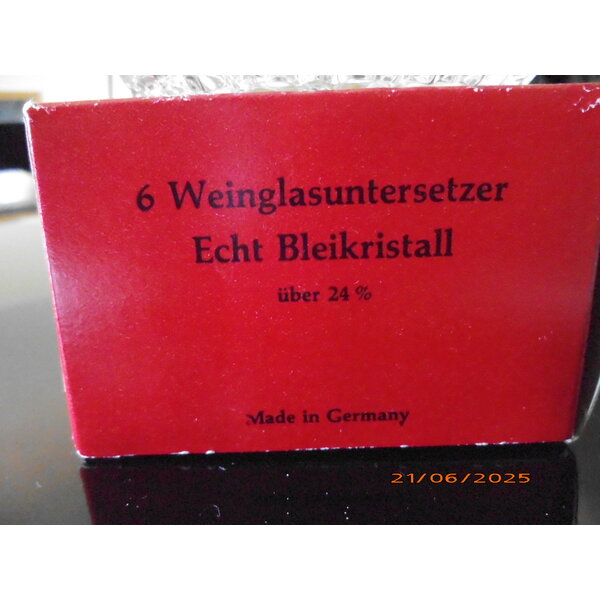 6 Weinglasuntersetzer
Echt Bleikristall
über 24 %
Made in Germany
21/06/2025